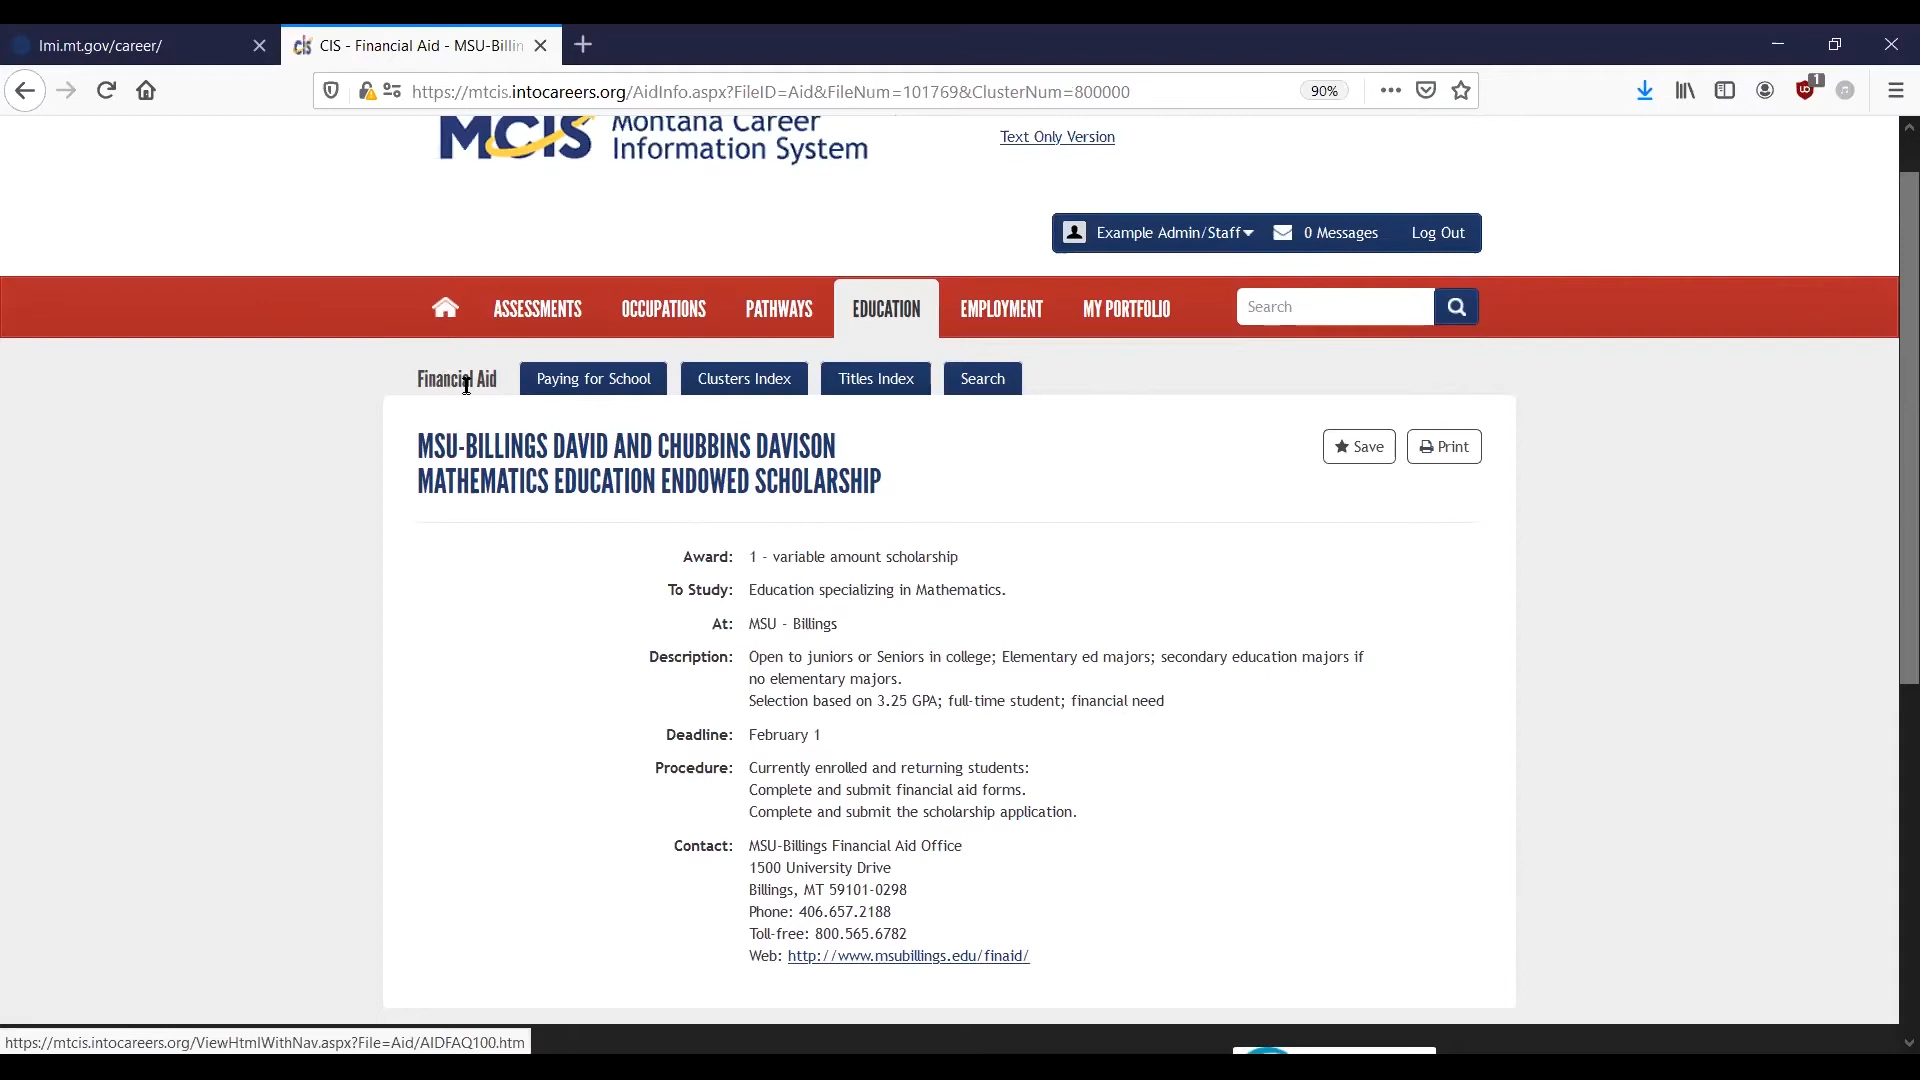 lmi.mt.gov/career/
CIS - Financial Aid - MSU-Billin
https://mtcis.intocareers.org/AidInfo.aspx?FileID=Aid&FileNum=101769&ClusterNum=800000
90%
1
MCIS Montana Career
Information System
Text Only Version
Example Admin/Staff
0 Messages
Log Out
ASSESSMENTS
OCCUPATIONS
PATHWAYS
EDUCATION
EMPLOYMENT
MY PORTFOLIO
Search
Financial Aid
Paying for School
Clusters Index
Titles Index
Search
MSU-BILLINGS DAVID AND CHUBBINS DAVISON
MATHEMATICS EDUCATION ENDOWED SCHOLARSHIP
Save
Print
Award: 1 - variable amount scholarship
To Study: Education specializing in Mathematics.
At: MSU - Billings
Description: Open to juniors or Seniors in college; Elementary ed majors; secondary education majors if
no elementary majors.
Selection based on 3.25 GPA; full-time student; financial need
Deadline: February 1
Procedure: Currently enrolled and returning students:
Complete and submit financial aid forms.
Complete and submit the scholarship application.
Contact: MSU-Billings Financial Aid Office
1500 University Drive
Billings, MT 59101-0298
Phone: 406.657.2188
Toll-free: 800.565.6782
Web: http://www.msubillings.edu/finaid/
https://mtcis.intocareers.org/ViewHtmlWithNav.aspx?File=Aid/AIDFAQ100.htm